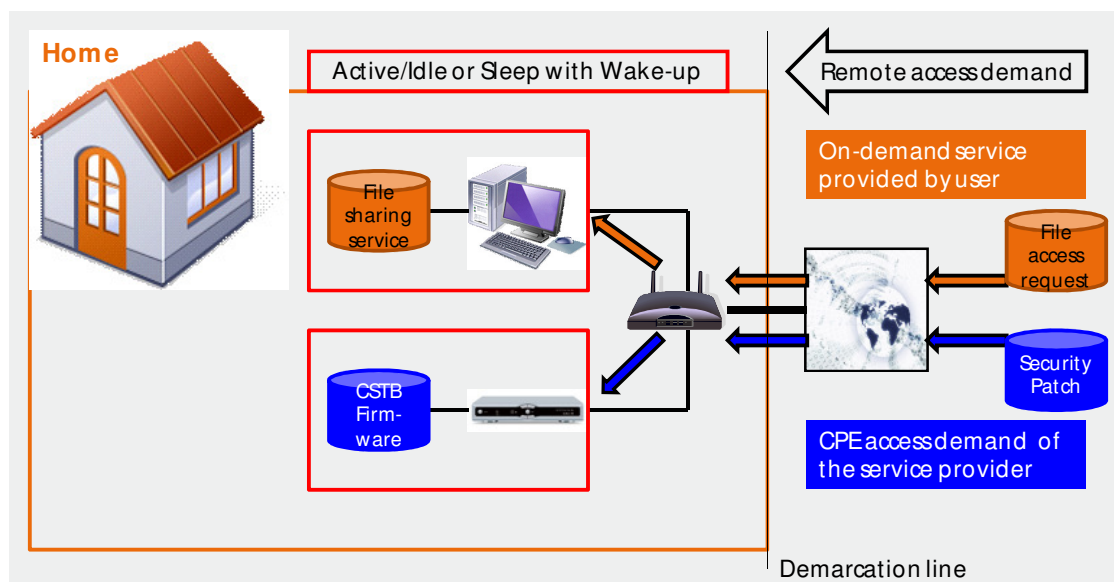 Home
Active/Idle or Sleep with Wake-up
Remote access demand
On-demand service
provided by user
File
sharing
service
File
access
request
CSTB
Firm-
ware
Security
Patch
CPE access demand of
the service provider
Demarcation line